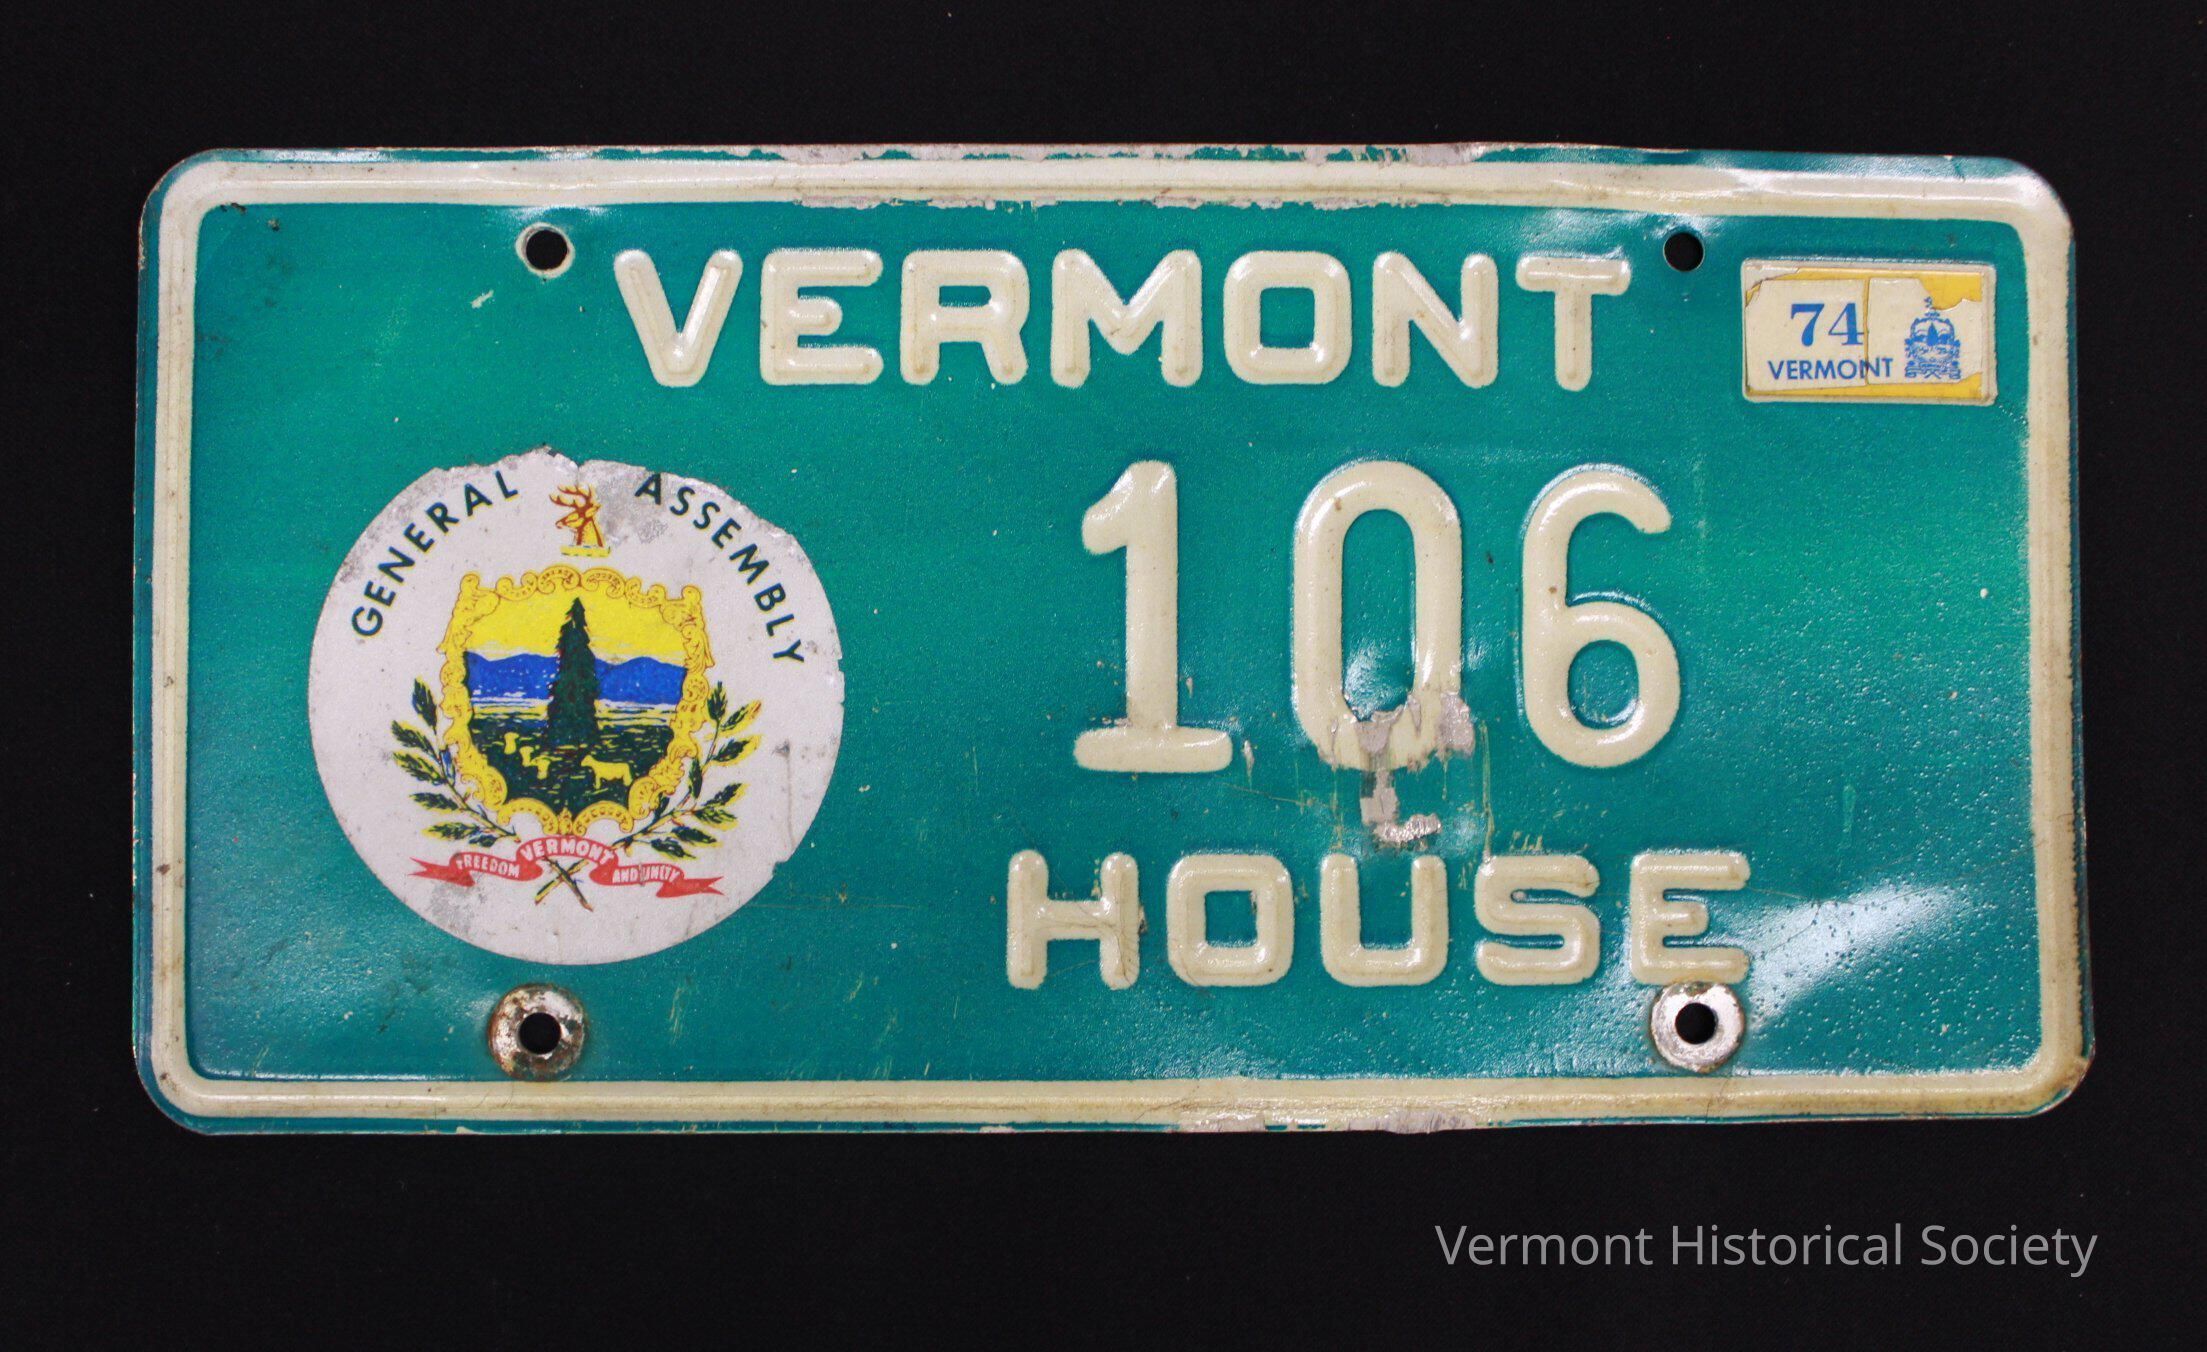 VERMONT
74
VERMONT
GENERAL ASSEMBLY
106
VERMONT
FREEDOM AND UNITY
HOUSE
Vermont Historical Society